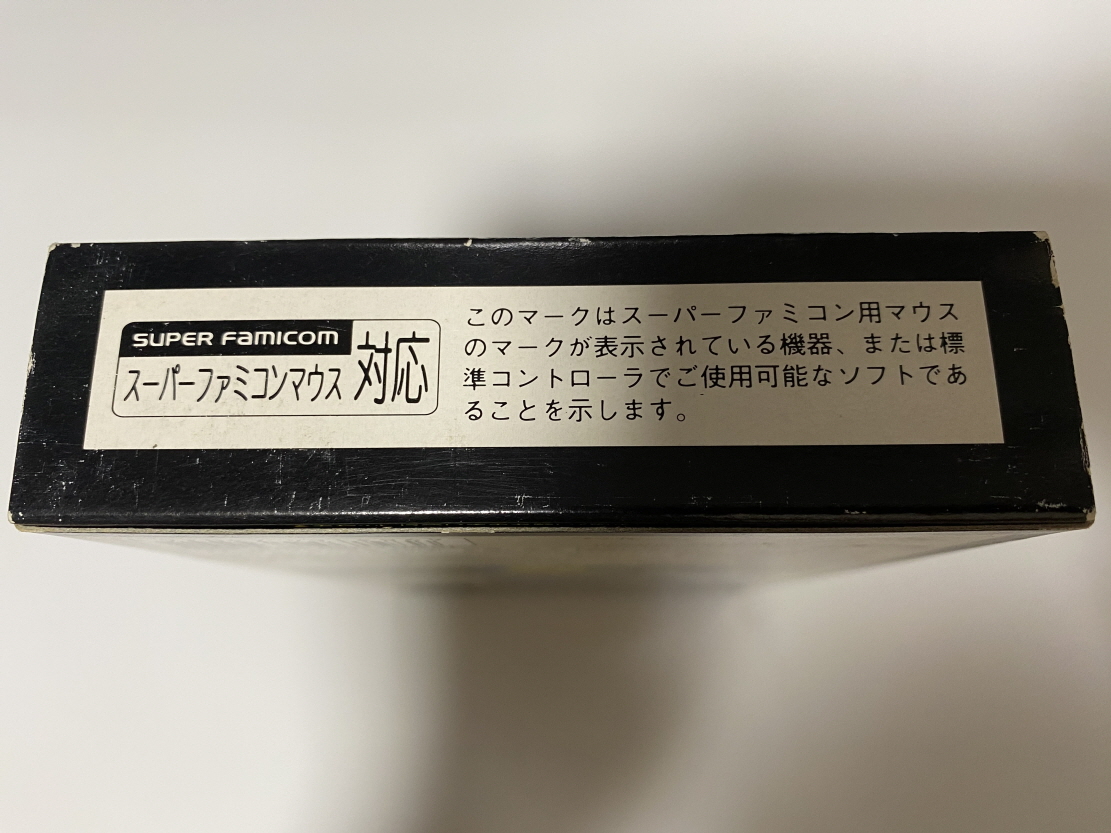 SUPER FAMICOM
スーパーファミコンマウス 対応
このマークはスーパーファミコン用マウス
のマークが表示されている機器、または標
準コントローラでご使用可能なソフトであ
ることを示します。